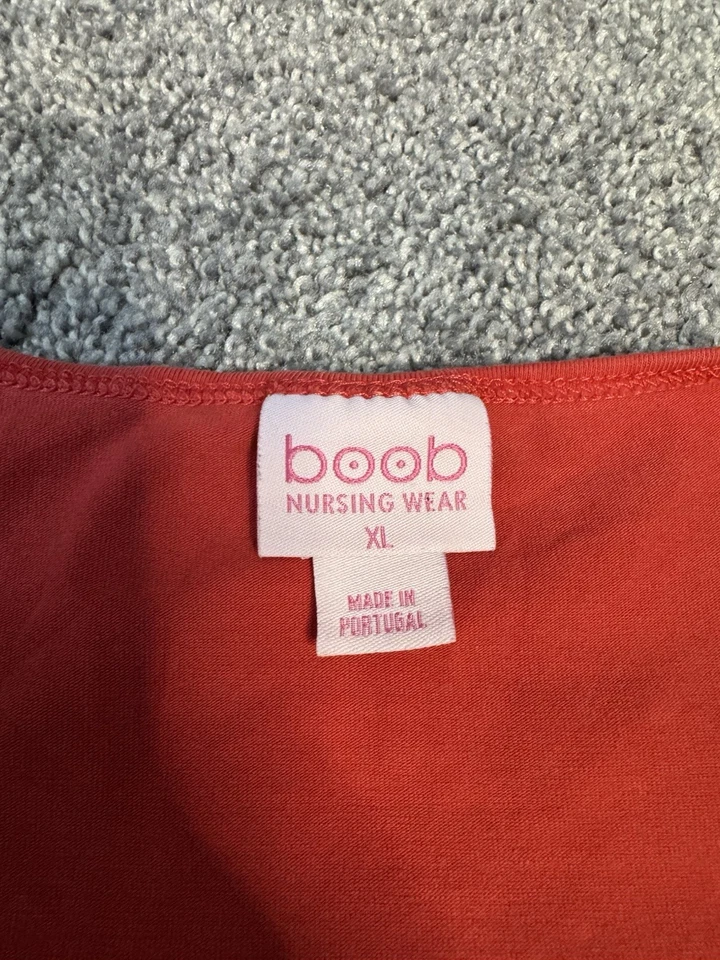 boob
NURSING WEAR
XL
MADE IN
PORTUGAL